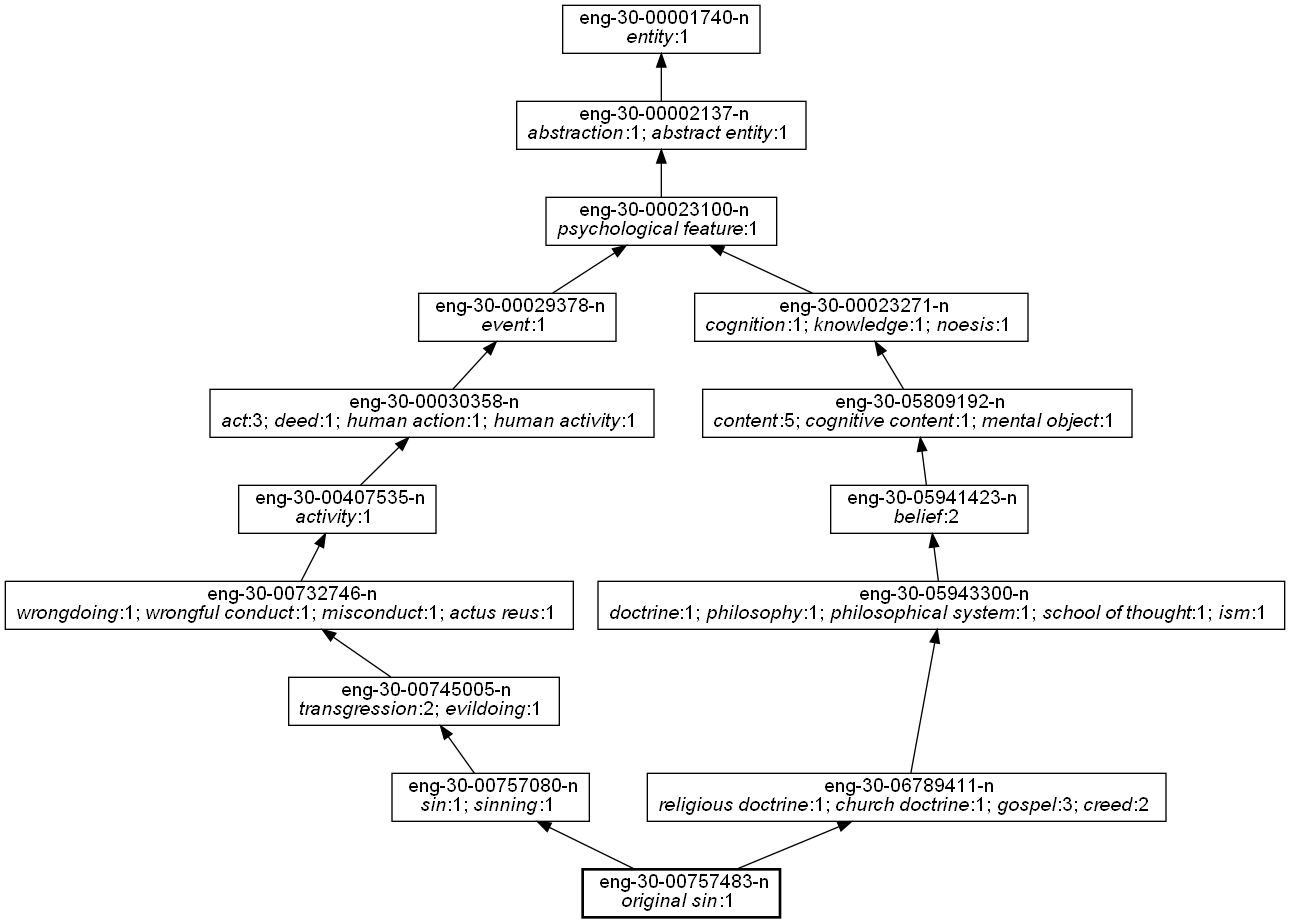 eng-30-00001740-n
entity:1
eng-30-00002137-n
abstraction:1; abstract entity:1
eng-30-00023100-n
psychological feature:1
eng-30-00029378-n
event:1
eng-30-00023271-n
cognition:1; knowledge:1; noesis:1
eng-30-00030358-n
act:3; deed:1; human action:1; human activity:1
eng-30-05809192-n
content:5; cognitive content:1; mental object:1
eng-30-00407535-n
activity:1
eng-30-05941423-n
belief:2
eng-30-00732746-n
wrongdoing:1; wrongful conduct:1; misconduct:1; actus reus:1
eng-30-05943300-n
doctrine:1; philosophy:1; philosophical system:1; school of thought:1; ism:1
eng-30-00745005-n
transgression:2; evildoing:1
eng-30-00757080-n
sin:1; sinning:1
eng-30-06789411-n
religious doctrine:1; church doctrine:1; gospel:3; creed:2
eng-30-00757483-n
original sin:1